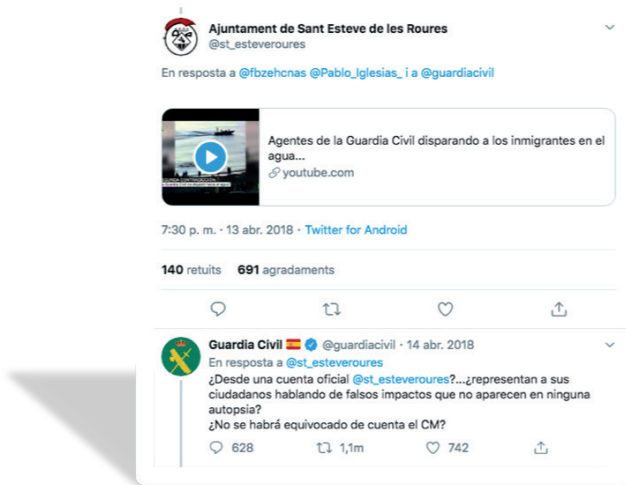 Ajuntament de Sant Esteve de les Roures
@st_esteveroures
En resposta a @fbzehcnas @Pablo_Iglesias_ i a @guardiacivil
Agentes de la Guardia Civil disparando a los inmigrantes en el
agua...
youtube.com
7:30 p. m. · 13 abr. 2018 · Twitter for Android
140 retuits 691 agradaments
Guardia Civil @guardiacivil · 14 abr. 2018
En resposta a @st_esteveroures
¿Desde una cuenta oficial @st_esteveroures?...¿representan a sus
ciudadanos hablando de falsos impactos que no aparecen en ninguna
autopsia?
¿No se habrá equivocado de cuenta el CM?
628 1,1m 742